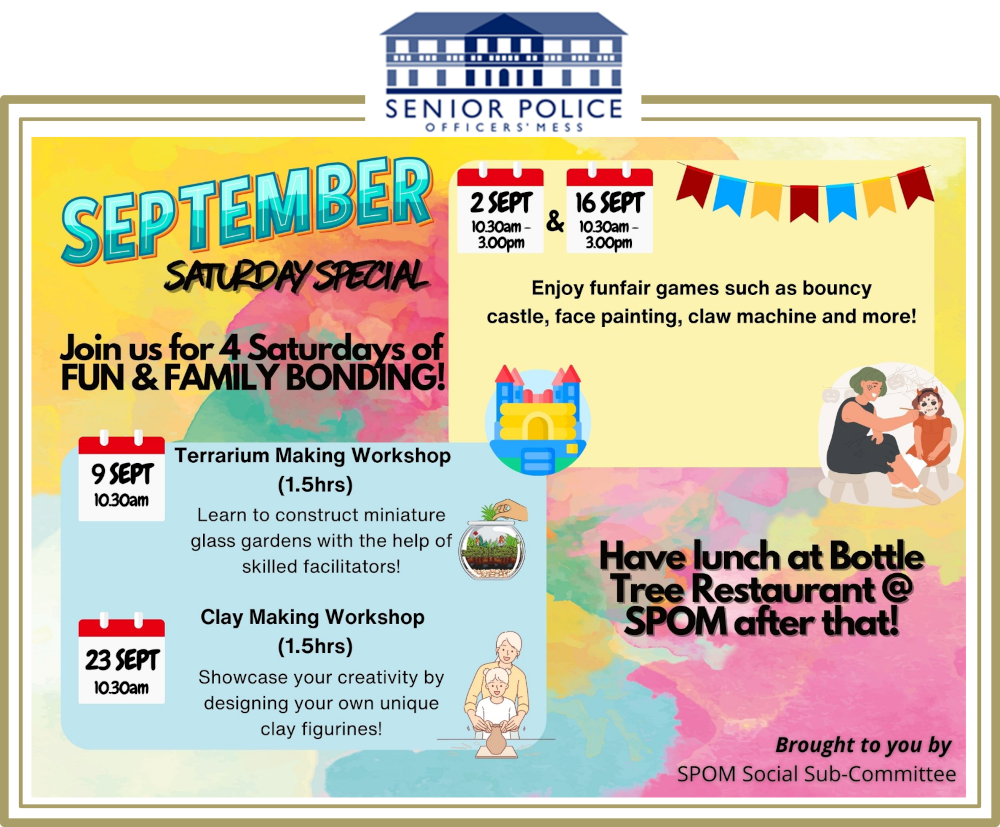 SENIOR POLICE
OFFICERS' MESS
SEPTEMBER
SATURDAY SPECIAL
Join us for 4 Saturdays of
FUN & FAMILY BONDING!
2 SEPT
10.30am -
3.00pm
&
16 SEPT
10.30am -
3.00pm
Enjoy funfair games such as bouncy
castle, face painting, claw machine and more!
9 SEPT
10.30am
Terrarium Making Workshop
(1.5hrs)
Learn to construct miniature
glass gardens with the help of
skilled facilitators!
23 SEPT
10.30am
Clay Making Workshop
(1.5hrs)
Showcase your creativity by
designing your own unique
clay figurines!
Have lunch at Bottle
Tree Restaurant @
SPOM after that!
Brought to you by
SPOM Social Sub-Committee